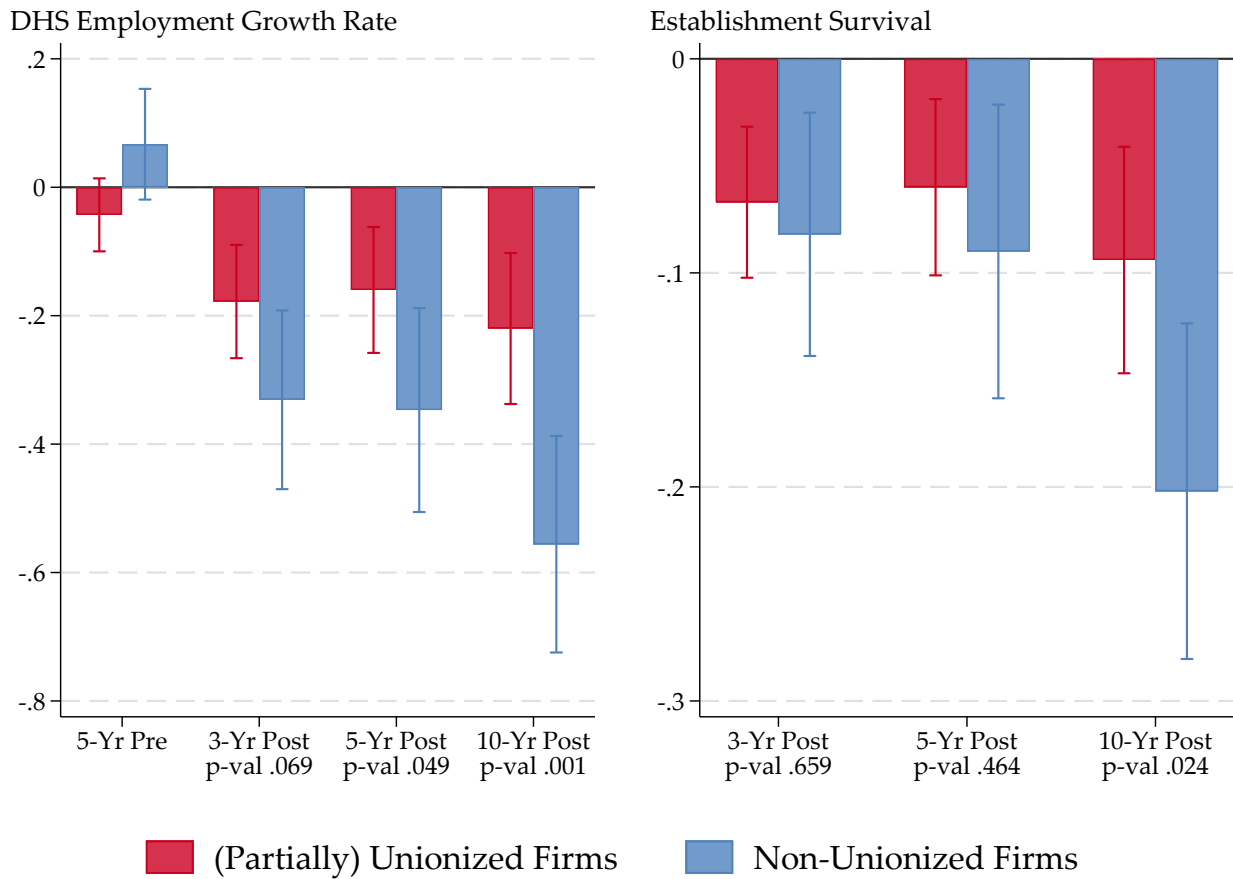 DHS Employment Growth Rate
.2
0
-.2
-.4
-.6
-.8
5-Yr Pre
3-Yr Post
p-val .069
5-Yr Post
p-val .049
10-Yr Post
p-val .001
Establishment Survival
0
-.1
-.2
-.3
3-Yr Post
p-val .659
5-Yr Post
p-val .464
10-Yr Post
p-val .024
(Partially) Unionized Firms
Non-Unionized Firms